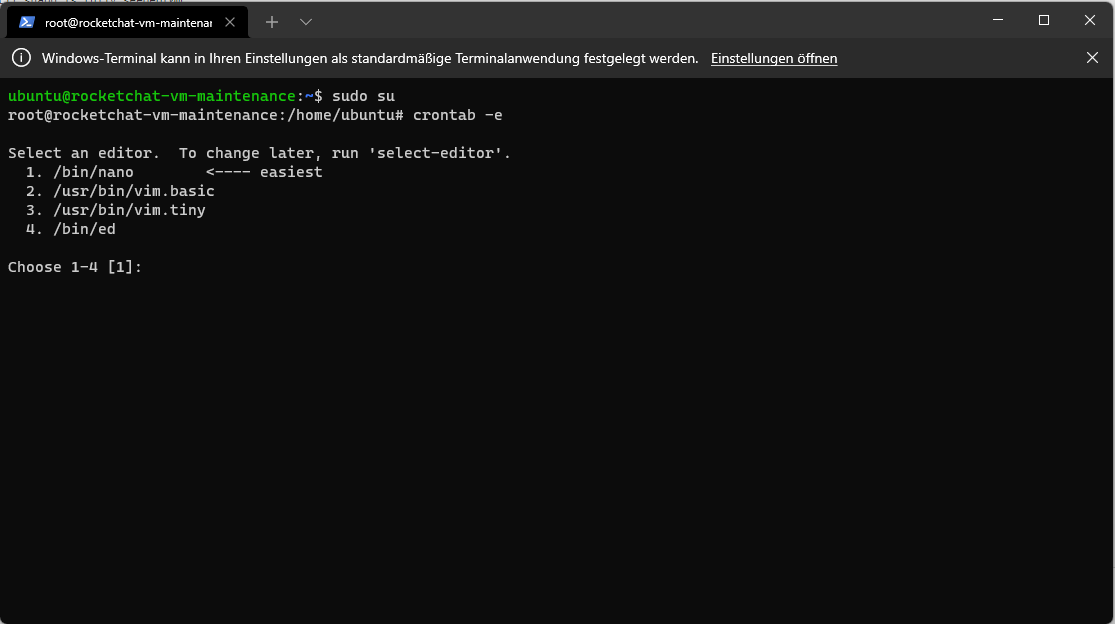 root@rocketchat-vm-maintenan
Windows-Terminal kann in Ihren Einstellungen als standardmäßige Terminalanwendung festgelegt werden. Einstellungen öffnen
ubuntu@rocketchat-vm-maintenance:~$ sudo su
root@rocketchat-vm-maintenance:/home/ubuntu# crontab -e
Select an editor.  To change later, run 'select-editor'.
  1. /bin/nano        <---- easiest
  2. /usr/bin/vim.basic
  3. /usr/bin/vim.tiny
  4. /bin/ed
Choose 1-4 [1]: